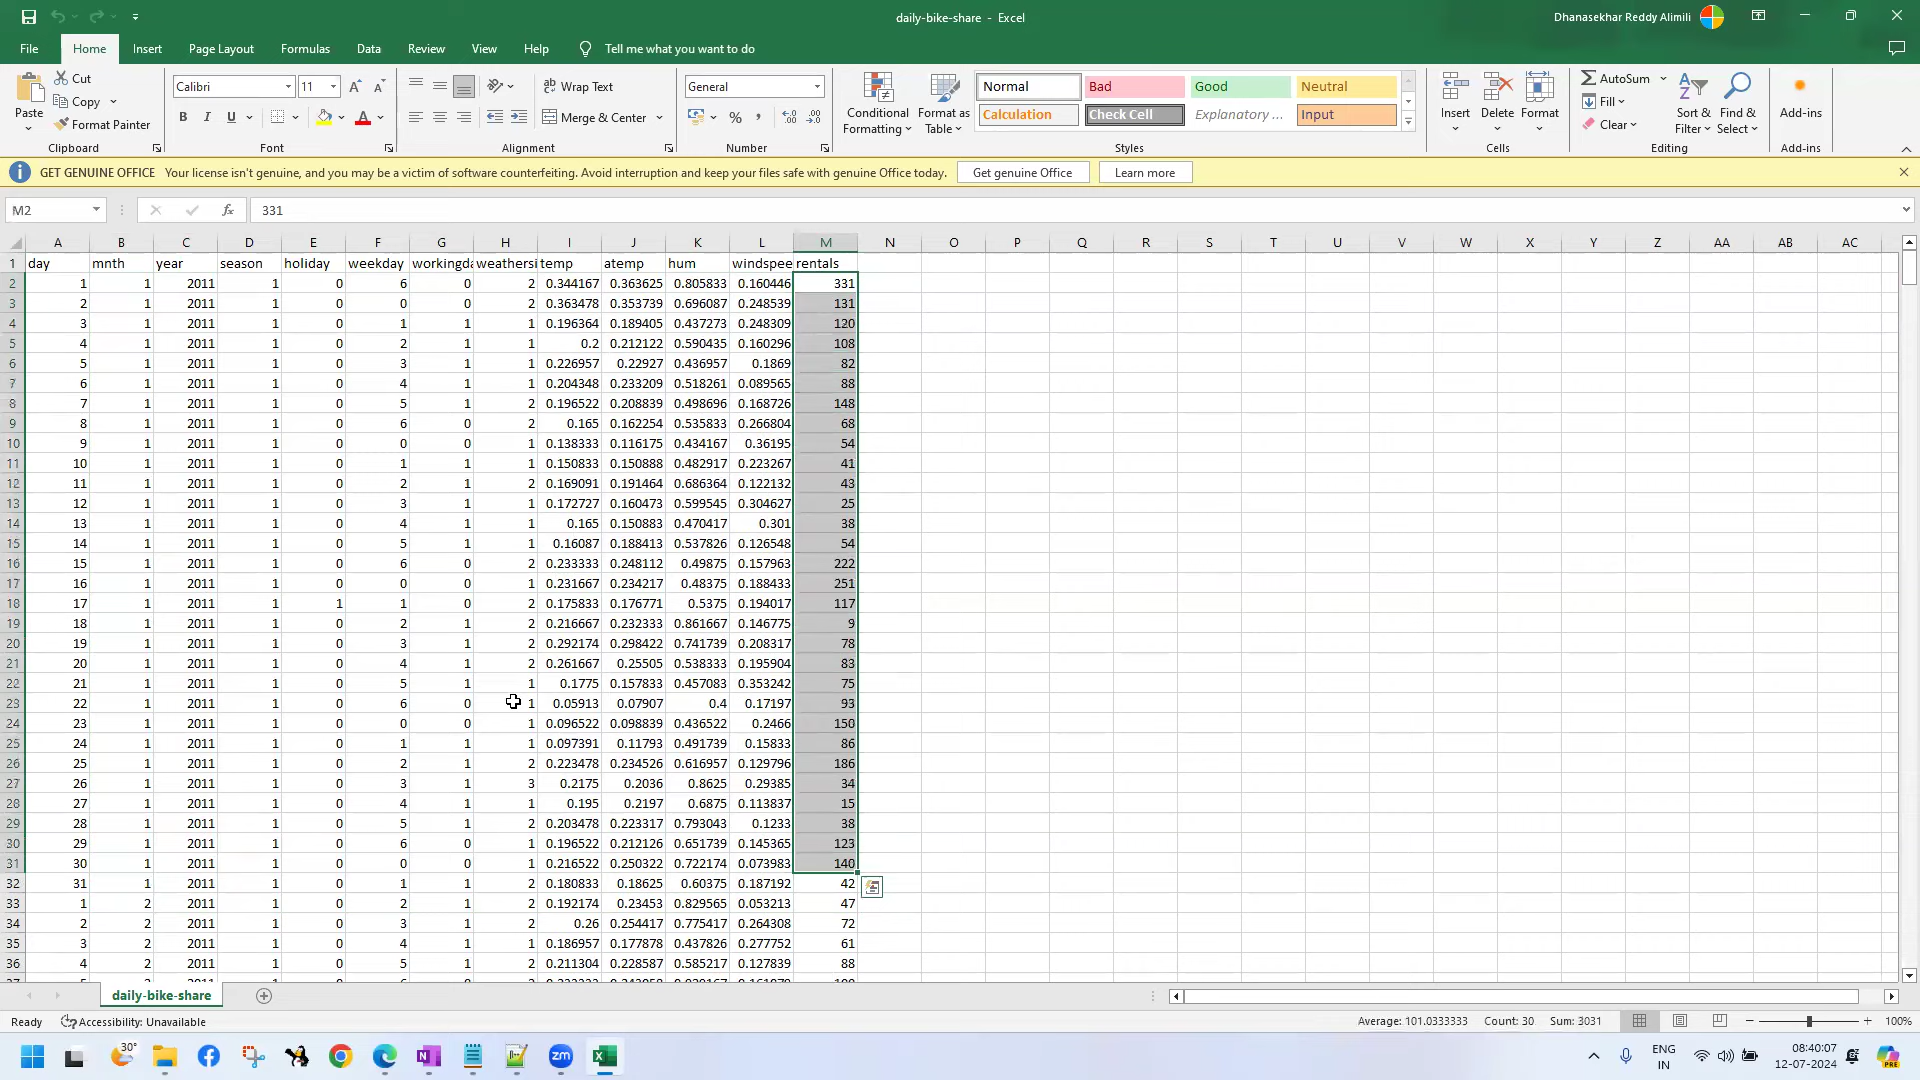 daily-bike-share - Excel
Dhanasekhar Reddy Alimili
File Home Insert Page Layout Formulas Data Review View Help Tell me what you want to do
Paste
Cut
Copy
Format Painter
Clipboard
Calibri 11
B I U
Font
Wrap Text
Merge & Center
Alignment
General
Number
Conditional Formatting
Format as Table
Normal Bad Good Neutral
Calculation Check Cell Explanatory ... Input
Styles
Insert Delete Format
Cells
AutoSum
Fill
Clear
Sort & Filter
Find & Select
Editing
Add-ins
Add-ins
GET GENUINE OFFICE Your license isn't genuine, and you may be a victim of software counterfeiting. Avoid interruption and keep your files safe with genuine Office today. Get genuine Office Learn more
M2 fx 331
A B C D E F G H I J K L M N O P Q R S T U V W X Y Z AA AB AC
1 day mnth year season holiday weekday workingda weathersi temp atemp hum windspee rentals
2 1 1 2011 1 0 6 0 2 0.344167 0.363625 0.805833 0.160446 331
3 2 1 2011 1 0 0 0 2 0.363478 0.353739 0.696087 0.248539 131
4 3 1 2011 1 0 1 1 1 0.196364 0.189405 0.437273 0.248309 120
5 4 1 2011 1 0 2 1 1 0.2 0.212122 0.590435 0.160296 108
6 5 1 2011 1 0 3 1 1 0.226957 0.22927 0.436957 0.1869 82
7 6 1 2011 1 0 4 1 1 0.204348 0.233209 0.518261 0.089565 88
8 7 1 2011 1 0 5 1 2 0.196522 0.208839 0.498696 0.168726 148
9 8 1 2011 1 0 6 0 2 0.165 0.162254 0.535833 0.266804 68
10 9 1 2011 1 0 0 0 1 0.138333 0.116175 0.434167 0.36195 54
11 10 1 2011 1 0 1 1 1 0.150833 0.150888 0.482917 0.223267 41
12 11 1 2011 1 0 2 1 2 0.169091 0.191464 0.686364 0.122132 43
13 12 1 2011 1 0 3 1 1 0.172727 0.160473 0.599545 0.304627 25
14 13 1 2011 1 0 4 1 1 0.165 0.150883 0.470417 0.301 38
15 14 1 2011 1 0 5 1 1 0.16087 0.188413 0.537826 0.126548 54
16 15 1 2011 1 0 6 0 2 0.233333 0.248112 0.49875 0.157963 222
17 16 1 2011 1 0 0 0 1 0.231667 0.234217 0.48375 0.188433 251
18 17 1 2011 1 1 1 0 2 0.175833 0.176771 0.5375 0.194017 117
19 18 1 2011 1 0 2 1 2 0.216667 0.232333 0.861667 0.146775 9
20 19 1 2011 1 0 3 1 2 0.292174 0.298422 0.741739 0.208317 78
21 20 1 2011 1 0 4 1 2 0.261667 0.25505 0.538333 0.195904 83
22 21 1 2011 1 0 5 1 1 0.1775 0.157833 0.457083 0.353242 75
23 22 1 2011 1 0 6 0 1 0.05913 0.07907 0.4 0.17197 93
24 23 1 2011 1 0 0 0 1 0.096522 0.098839 0.436522 0.2466 150
25 24 1 2011 1 0 1 1 1 0.097391 0.11793 0.491739 0.15833 86
26 25 1 2011 1 0 2 1 2 0.223478 0.234526 0.616957 0.129796 186
27 26 1 2011 1 0 3 1 3 0.2175 0.2036 0.8625 0.29385 34
28 27 1 2011 1 0 4 1 1 0.195 0.2197 0.6875 0.113837 15
29 28 1 2011 1 0 5 1 2 0.203478 0.223317 0.793043 0.1233 38
30 29 1 2011 1 0 6 0 1 0.196522 0.212126 0.651739 0.145365 123
31 30 1 2011 1 0 0 0 1 0.216522 0.250322 0.722174 0.073983 140
32 31 1 2011 1 0 1 1 2 0.180833 0.18625 0.60375 0.187192 42
33 1 2 2011 1 0 2 1 2 0.192174 0.23453 0.829565 0.053213 47
34 2 2 2011 1 0 3 1 2 0.26 0.254417 0.775417 0.264308 72
35 3 2 2011 1 0 4 1 1 0.186957 0.177878 0.437826 0.277752 61
36 4 2 2011 1 0 5 1 2 0.211304 0.228587 0.585217 0.127839 88
daily-bike-share
Ready Accessibility: Unavailable Average: 101.0333333 Count: 30 Sum: 3031 100%
30° ENG IN 08:40:07 12-07-2024